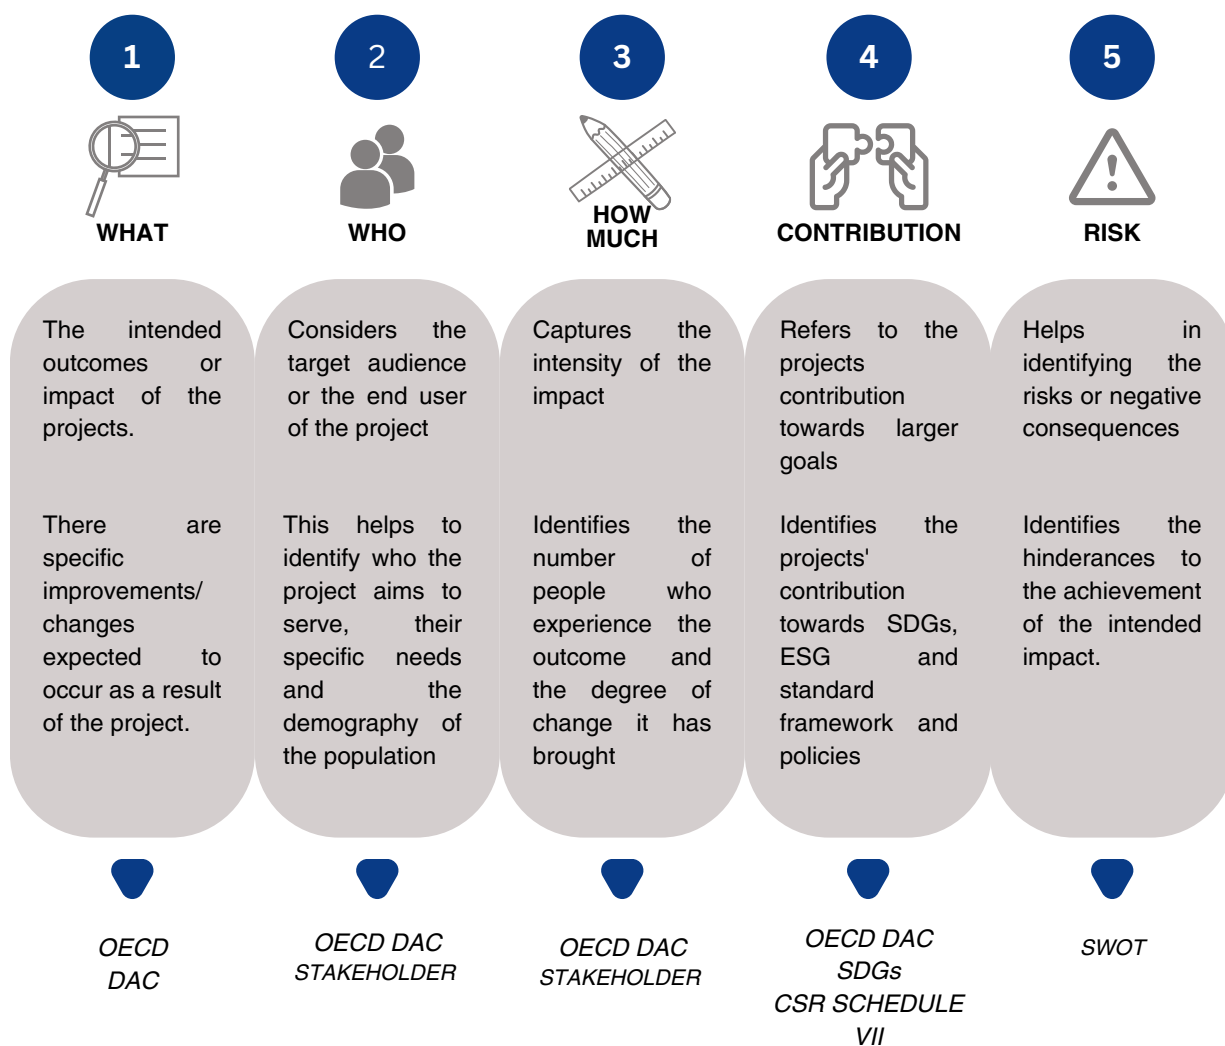 1
WHAT
The intended
outcomes or
impact of the
projects.
There are
specific
improvements/
changes
expected to
occur as a result
of the project.
OECD
DAC
2
WHO
Considers the
target audience
or the end user
of the project
This helps to
identify who the
project aims to
serve, their
specific needs
and the
demography of
the population
OECD DAC
STAKEHOLDER
3
HOW
MUCH
Captures the
intensity of the
impact
Identifies the
number of
people who
experience the
outcome and
the degree of
change it has
brought
OECD DAC
STAKEHOLDER
4
CONTRIBUTION
Refers to the
projects
contribution
towards larger
goals
Identifies the
projects'
contribution
towards SDGs,
ESG and
standard
framework and
policies
OECD DAC
SDGs
CSR SCHEDULE
VII
5
RISK
Helps in
identifying the
risks or negative
consequences
Identifies the
hinderances to
the achievement
of the intended
impact.
SWOT